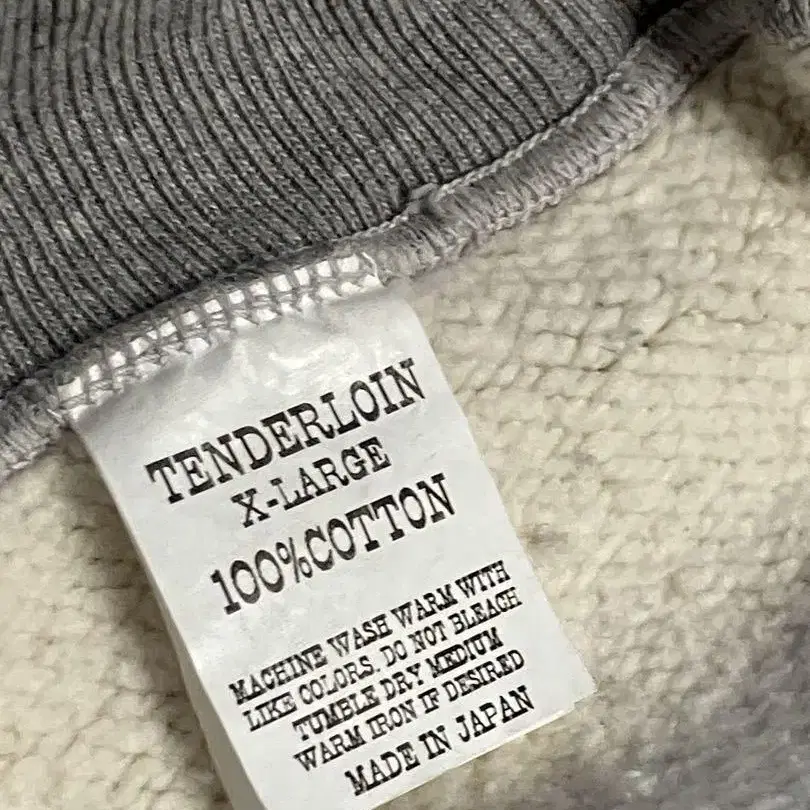 TENDERLOIN
X-LARGE
100%COTTON
MACHINE WASH WARM WITH
LIKE COLORS. DO NOT BLEACH
TUMBLE DRY MEDIUM
WARM IRON IF DESIRED
MADE IN JAPAN